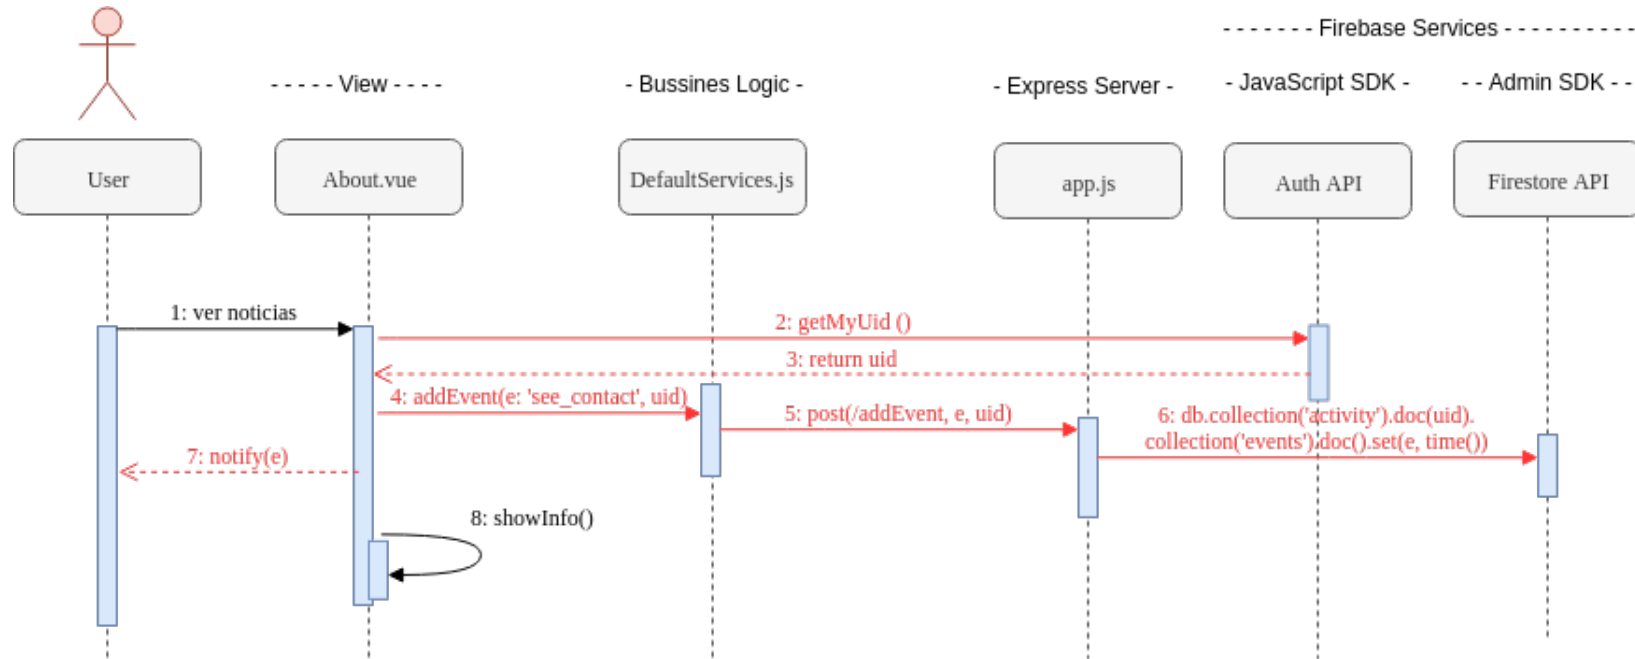 - - - - - - - Firebase Services - - - - - - - - - -
- - - - - View - - - -
- Bussines Logic -
- Express Server -
- JavaScript SDK -
- - Admin SDK - -
User
About.vue
DefaultServices.js
app.js
Auth API
Firestore API
1: ver noticias
2: getMyUid ()
3: return uid
4: addEvent(e: 'see_contact', uid)
5: post(/addEvent, e, uid)
6: db.collection('activity').doc(uid).
collection('events').doc().set(e, time())
7: notify(e)
8: showInfo()